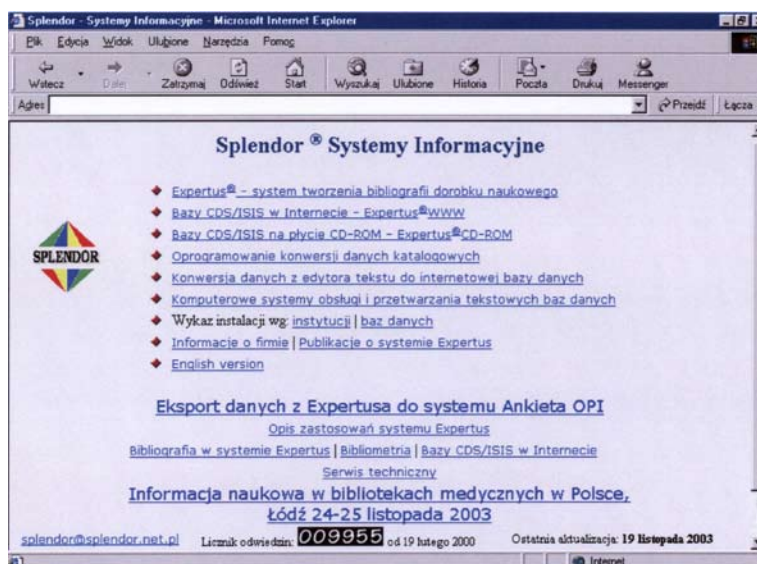 Splendor - Systemy Informacyjne - Microsoft Internet Explorer
Plik Edycja Widok Ulubione Narzędzia Pomoc
Wstecz Dalej Zatrzymaj Odśwież Start Wyszukaj Ulubione Historia Poczta Drukuj Messenger
Adres Przejdź Łącza
Splendor ® Systemy Informacyjne
Expertus® - system tworzenia bibliografii dorobku naukowego
Bazy CDS/ISIS w Internecie - Expertus®WWW
Bazy CDS/ISIS na płycie CD-ROM - Expertus®CD-ROM
SPLENDOR
Oprogramowanie konwersji danych katalogowych
Konwersja danych z edytora tekstu do internetowej bazy danych
Komputerowe systemy obsługi i przetwarzania tekstowych baz danych
Wykaz instalacji wg: instytucji | baz danych
Informacje o firmie | Publikacje o systemie Expertus
English version
Eksport danych z Expertusa do systemu Ankieta OPI
Opis zastosowań systemu Expertus
Bibliografia w systemie Expertus | Bibliometria | Bazy CDS/ISIS w Internecie
Serwis techniczny
Informacja naukowa w bibliotekach medycznych w Polsce,
Łódź 24-25 listopada 2003
splendor@splendor.net.pl Licznik odwiedzin: 009955 od 19 lutego 2000 Ostatnia aktualizacja: 19 listopada 2003
Internet